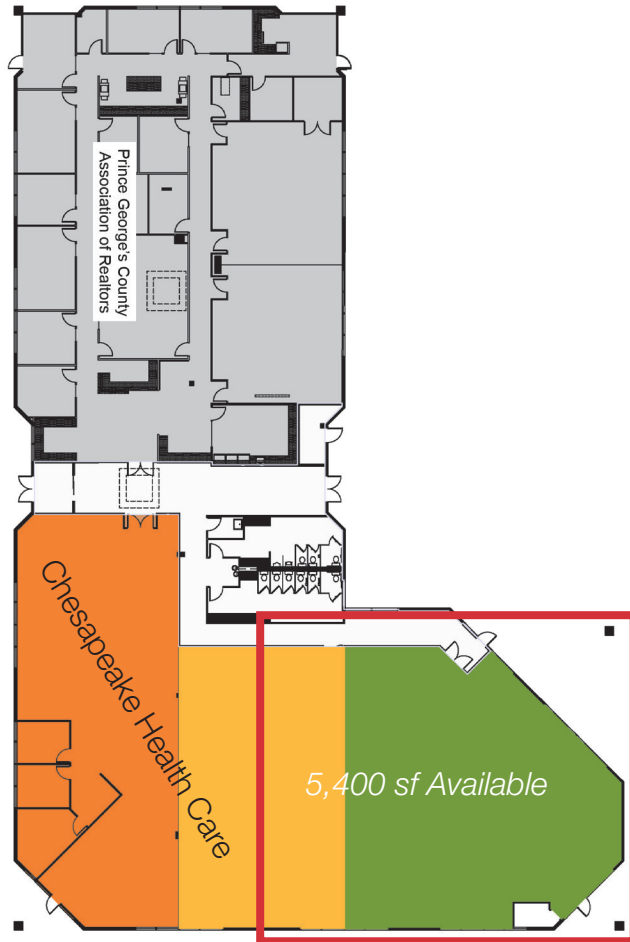 Prince George's County
Association of Realtors
Chesapeake Health Care
5,400 sf Available